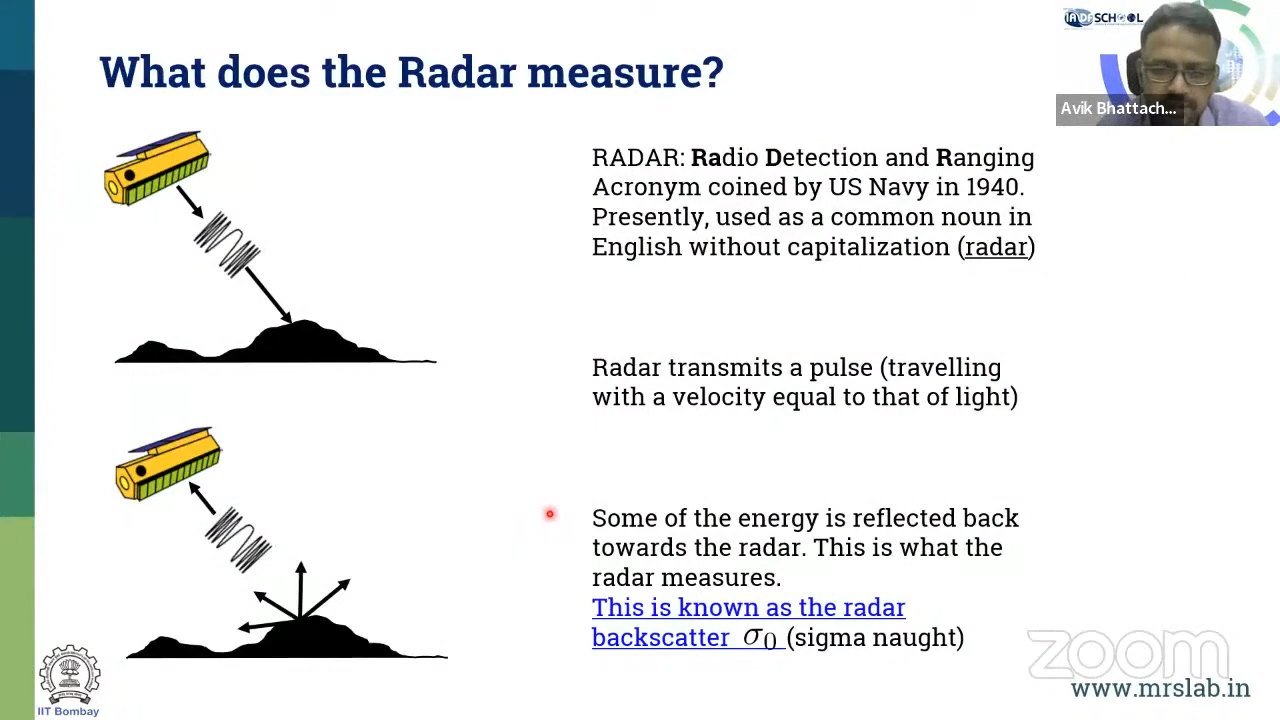 What does the Radar measure?
IADF SCHOOL
Avik Bhattach...
RADAR: Radio Detection and Ranging
Acronym coined by US Navy in 1940.
Presently, used as a common noun in
English without capitalization (radar)
Radar transmits a pulse (travelling
with a velocity equal to that of light)
Some of the energy is reflected back
towards the radar. This is what the
radar measures.
This is known as the radar
backscatter σ₀ (sigma naught)
zoom
www.mrslab.in
IIT Bombay